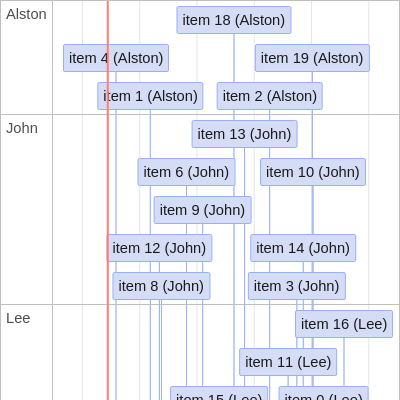 Alston
item 18 (Alston)
item 4 (Alston)
item 19 (Alston)
item 1 (Alston)
item 2 (Alston)
John
item 13 (John)
item 6 (John)
item 10 (John)
item 9 (John)
item 12 (John)
item 14 (John)
item 8 (John)
item 3 (John)
Lee
item 16 (Lee)
item 11 (Lee)
item 15 (Lee)
item 0 (Lee)